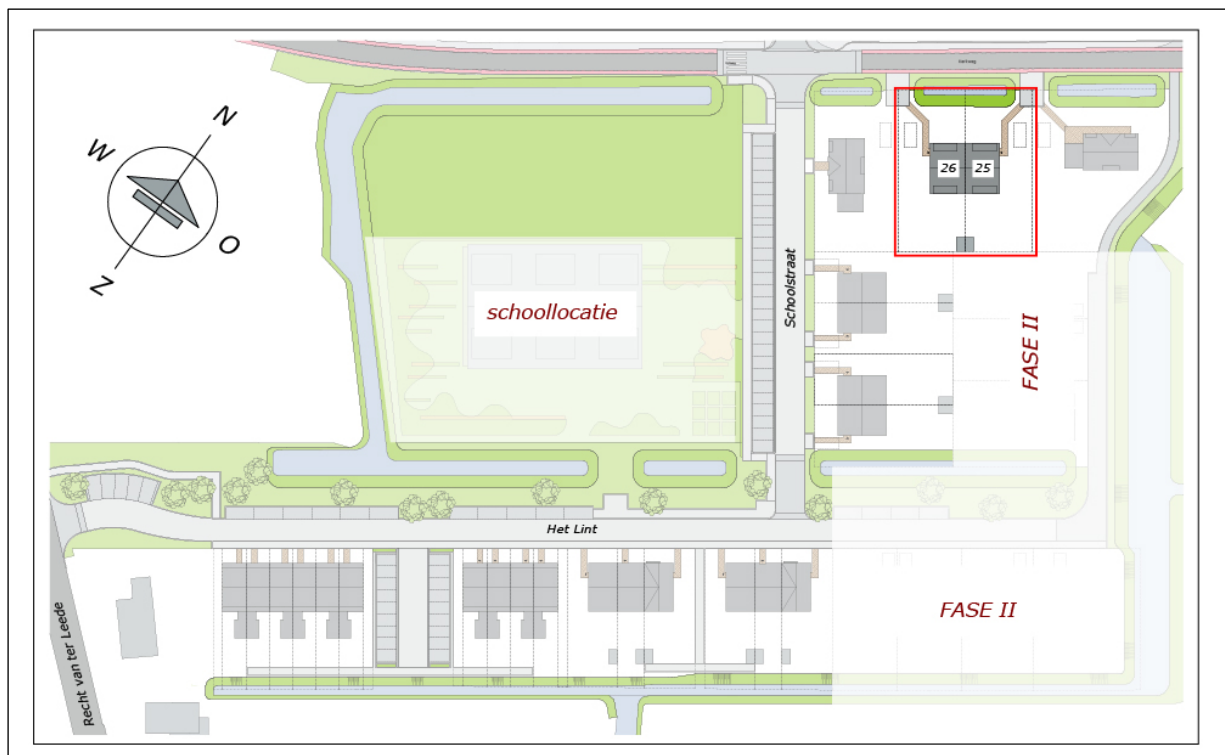 N
W
O
Z
26
25
schoollocatie
Schoolstraat
FASE II
Het Lint
FASE II
Recht van ter Leede